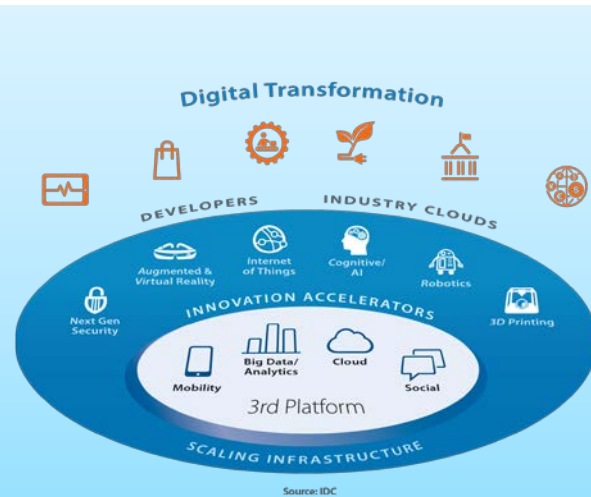 Digital Transformation
DEVELOPERS
INDUSTRY CLOUDS
Augmented &
Virtual Reality
Internet
of Things
Cognitive/
AI
Robotics
Next Gen
Security
3D Printing
INNOVATION ACCELERATORS
Mobility
Big Data/
Analytics
Cloud
Social
3rd Platform
SCALING INFRASTRUCTURE
Source: IDC